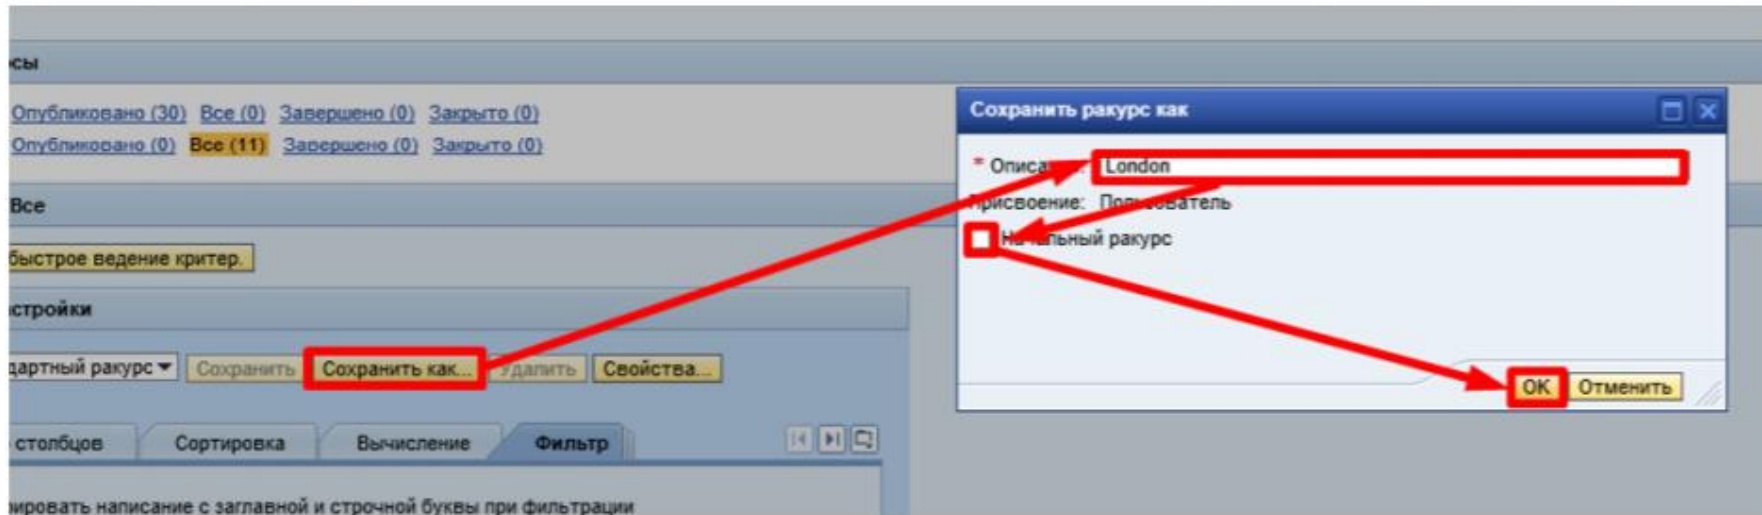 сы
Опубликовано (30) Все (0) Завершено (0) Закрыто (0)
Опубликовано (0) Все (11) Завершено (0) Закрыто (0)
Все
быстрое ведение критер.
стройки
дартный ракурс Сохранить Сохранить как... Удалить Свойства...
столбцов Сортировка Вычисление Фильтр
ировать написание с заглавной и строчной буквы при фильтрации
Сохранить ракурс как
* London
Присвоение: Пользователь
Начальный ракурс
OK Отменить